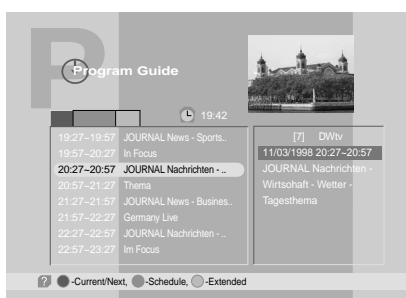 P
Program Guide
19:42
19:27~19:57 JOURNAL News - Sports..
19:57~20:27 In Focus
20:27~20:57 JOURNAL Nachrichten - ..
20:57~21:27 Thema
21:27~21:57 JOURNAL News - Busines..
21:57~22:27 Germany Live
22:27~22:57 JOURNAL Nachrichten - ..
22:57~23:27 Im Focus
[7] DWtv
11/03/1998 20:27~20:57
JOURNAL Nachrichten -
Wirtschaft - Wetter -
Tagesthema
? -Current/Next, -Schedule, -Extended